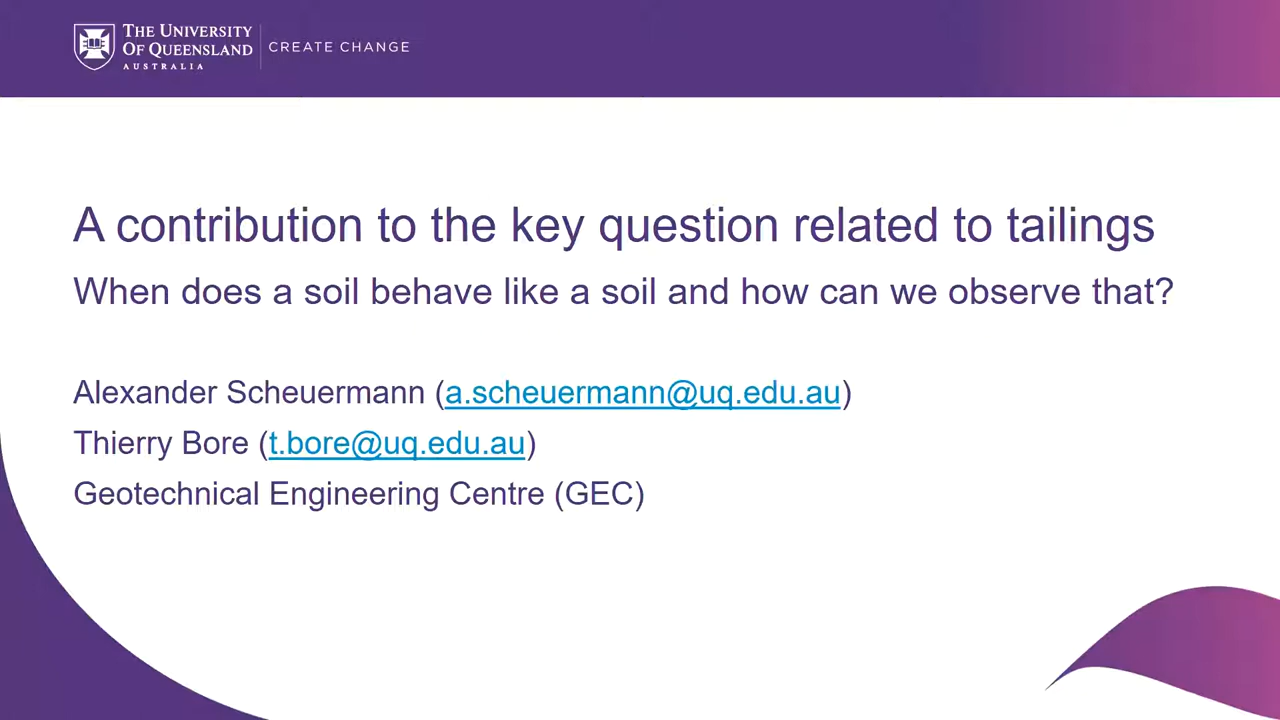 THE UNIVERSITY
OF QUEENSLAND
AUSTRALIA
CREATE CHANGE
A contribution to the key question related to tailings
When does a soil behave like a soil and how can we observe that?
Alexander Scheuermann (a.scheuermann@uq.edu.au)
Thierry Bore (t.bore@uq.edu.au)
Geotechnical Engineering Centre (GEC)